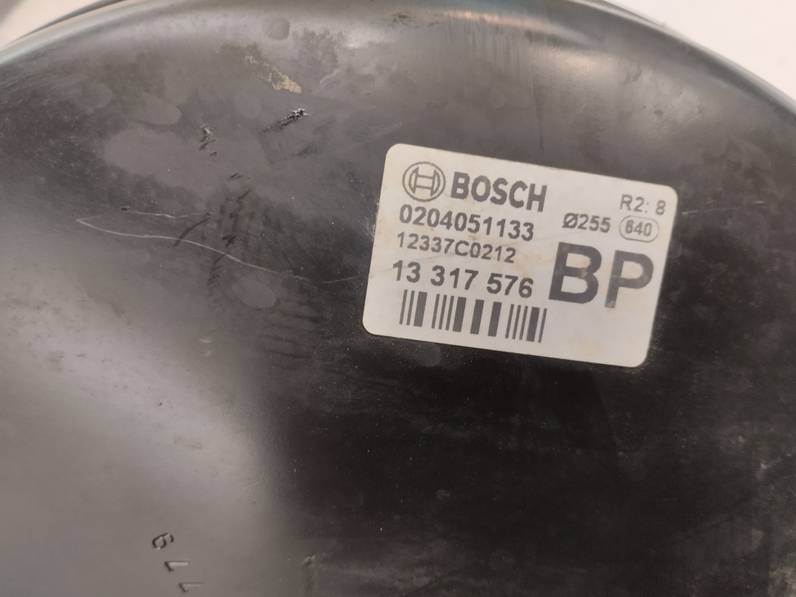 BOSCH R2: 8
0204051133 Ø255 640
12337C0212
13 317 576 BP